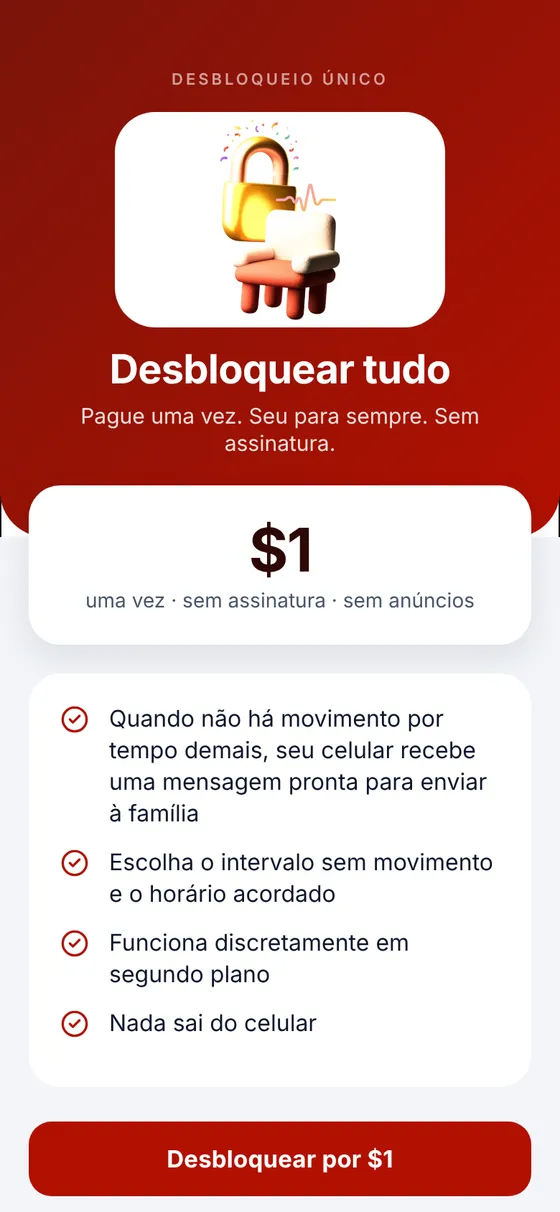 DESBLOQUEIO ÚNICO
Desbloquear tudo
Pague uma vez. Seu para sempre. Sem
assinatura.
$1
uma vez · sem assinatura · sem anúncios
Quando não há movimento por
tempo demais, seu celular recebe
uma mensagem pronta para enviar
à família
Escolha o intervalo sem movimento
e o horário acordado
Funciona discretamente em
segundo plano
Nada sai do celular
Desbloquear por $1